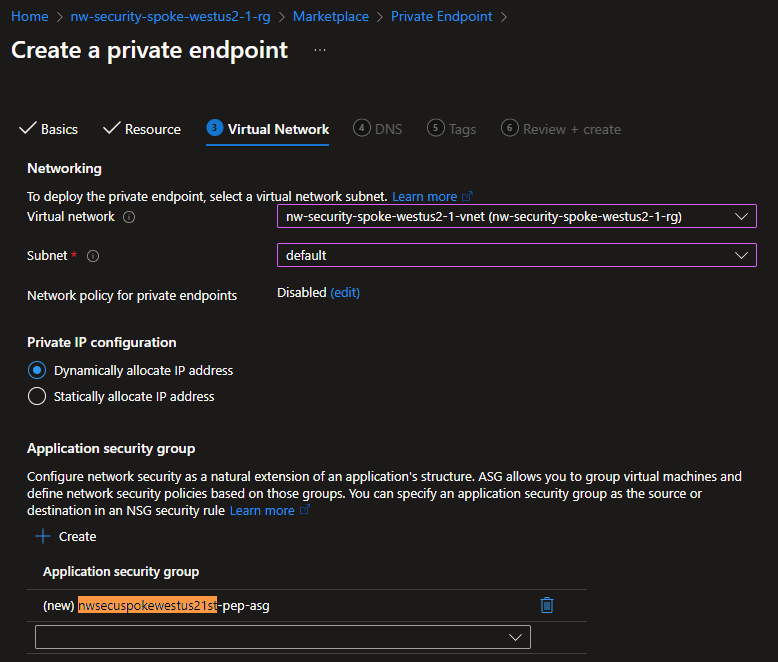 Home > nw-security-spoke-westus2-1-rg > Marketplace > Private Endpoint >
Create a private endpoint ...
Basics Resource 3 Virtual Network 4 DNS 5 Tags 6 Review + create
Networking
To deploy the private endpoint, select a virtual network subnet. Learn more
Virtual network nw-security-spoke-westus2-1-vnet (nw-security-spoke-westus2-1-rg)
Subnet * default
Network policy for private endpoints Disabled (edit)
Private IP configuration
Dynamically allocate IP address
Statically allocate IP address
Application security group
Configure network security as a natural extension of an application's structure. ASG allows you to group virtual machines and
define network security policies based on those groups. You can specify an application security group as the source or
destination in an NSG security rule Learn more
+ Create
Application security group
(new) nwsecuspokewestus21st-pep-asg